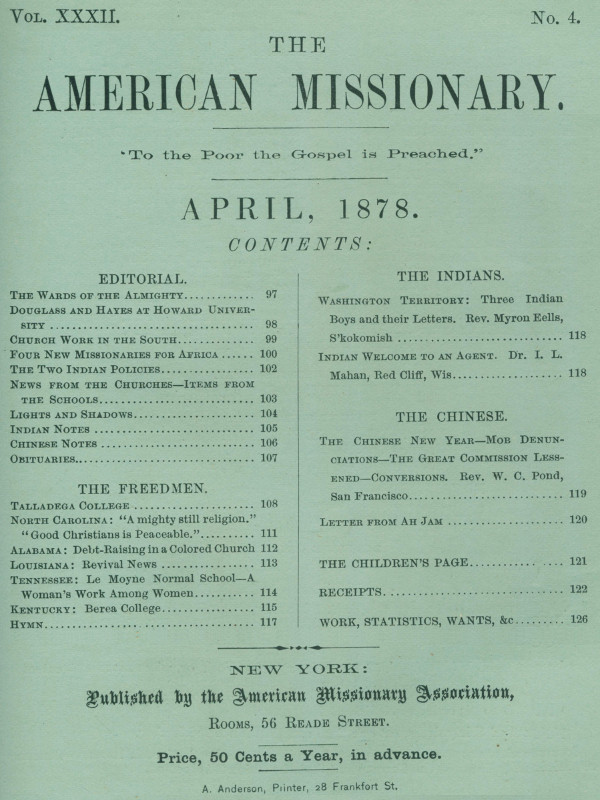 VOL. XXXII. No. 4.
THE
AMERICAN MISSIONARY.
"To the Poor the Gospel is Preached."
APRIL, 1878.
CONTENTS:
EDITORIAL.
THE WARDS OF THE ALMIGHTY............ 97
DOUGLASS AND HAYES AT HOWARD UNIVER-
SITY .................................. 98
CHURCH WORK IN THE SOUTH............ 99
FOUR NEW MISSIONARIES FOR AFRICA ...... 100
THE TWO INDIAN POLICIES............... 102
NEWS FROM THE CHURCHES—ITEMS FROM
THE SCHOOLS.......................... 103
LIGHTS AND SHADOWS.................... 104
INDIAN NOTES ........................... 105
CHINESE NOTES .......................... 106
OBITUARIES.............................. 107
THE FREEDMEN.
TALLADEGA COLLEGE ..................... 108
NORTH CAROLINA: "A mighty still religion."
"Good Christians is Peaceable."......... 111
ALABAMA: Debt-Raising in a Colored Church 112
LOUISIANA: Revival News ................ 113
TENNESSEE: Le Moyne Normal School—A
Woman's Work Among Women.......... 114
KENTUCKY: Berea College................. 115
HYMN..................................... 117
THE INDIANS.
WASHINGTON TERRITORY: Three Indian
Boys and their Letters. Rev. Myron Eells,
S'kokomish ............................. 118
INDIAN WELCOME TO AN AGENT. Dr. I. L.
Mahan, Red Cliff, Wis.................... 118
THE CHINESE.
THE CHINESE NEW YEAR—MOB DENUN-
CIATIONS—THE GREAT COMMISSION LESS-
ENED—CONVERSIONS. Rev. W. C. Pond,
San Francisco............................ 119
LETTER FROM AH JAM .................... 120
THE CHILDREN'S PAGE................. 121
RECEIPTS................................ 122
WORK, STATISTICS, WANTS, &c......... 126
NEW YORK:
Published by the American Missionary Association,
ROOMS, 56 READE STREET.
Price, 50 Cents a Year, in advance.
A. Anderson, Printer, 28 Frankfort St.